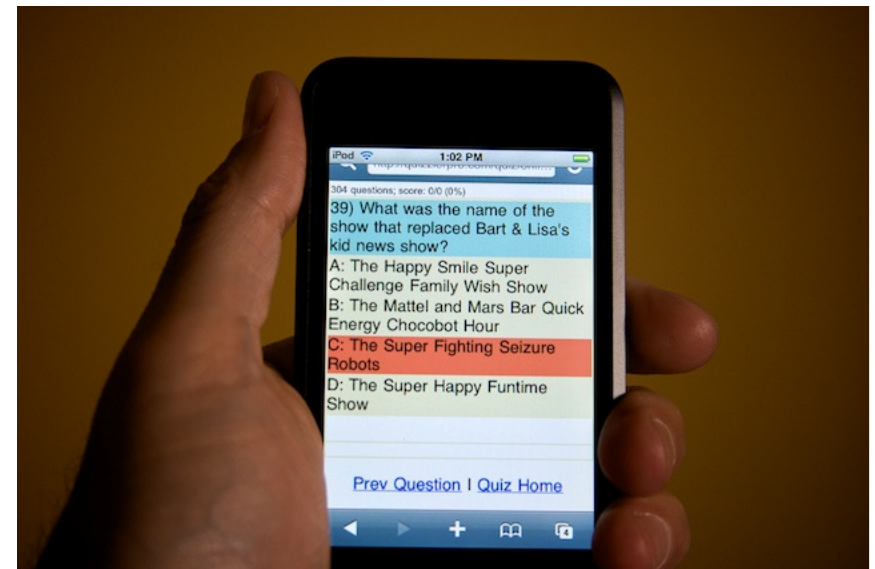 iPod 1:02 PM
304 questions; score: 0/0 (0%)
39) What was the name of the
show that replaced Bart & Lisa's
kid news show?
A: The Happy Smile Super
Challenge Family Wish Show
B: The Mattel and Mars Bar Quick
Energy Chocobot Hour
C: The Super Fighting Seizure
Robots
D: The Super Happy Funtime
Show
Prev Question | Quiz Home
4